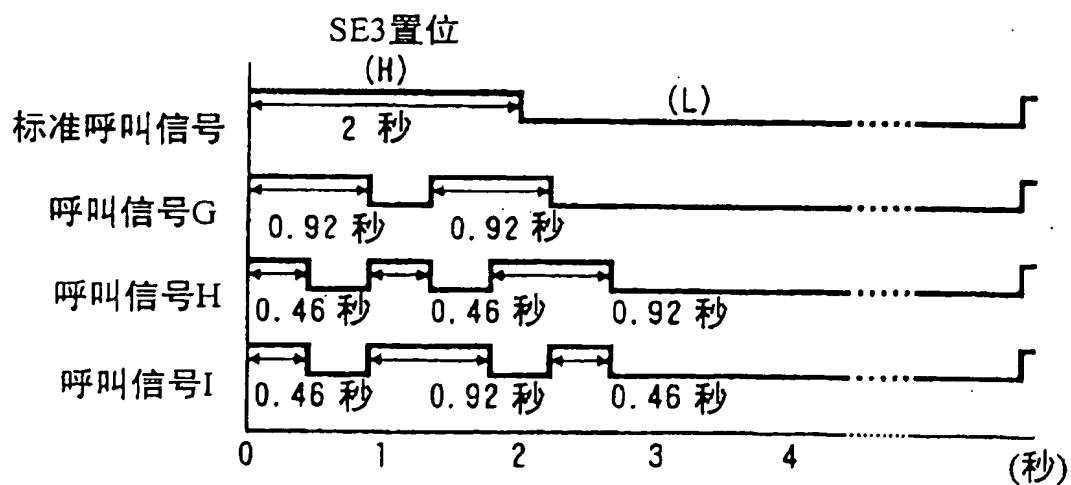 SE3置位
(H)
(L)
标准呼叫信号
2 秒
呼叫信号G
0.92 秒
0.92 秒
呼叫信号H
0.46 秒
0.46 秒
0.92 秒
呼叫信号I
0.46 秒
0.92 秒
0.46 秒
0
1
2
3
4
(秒)